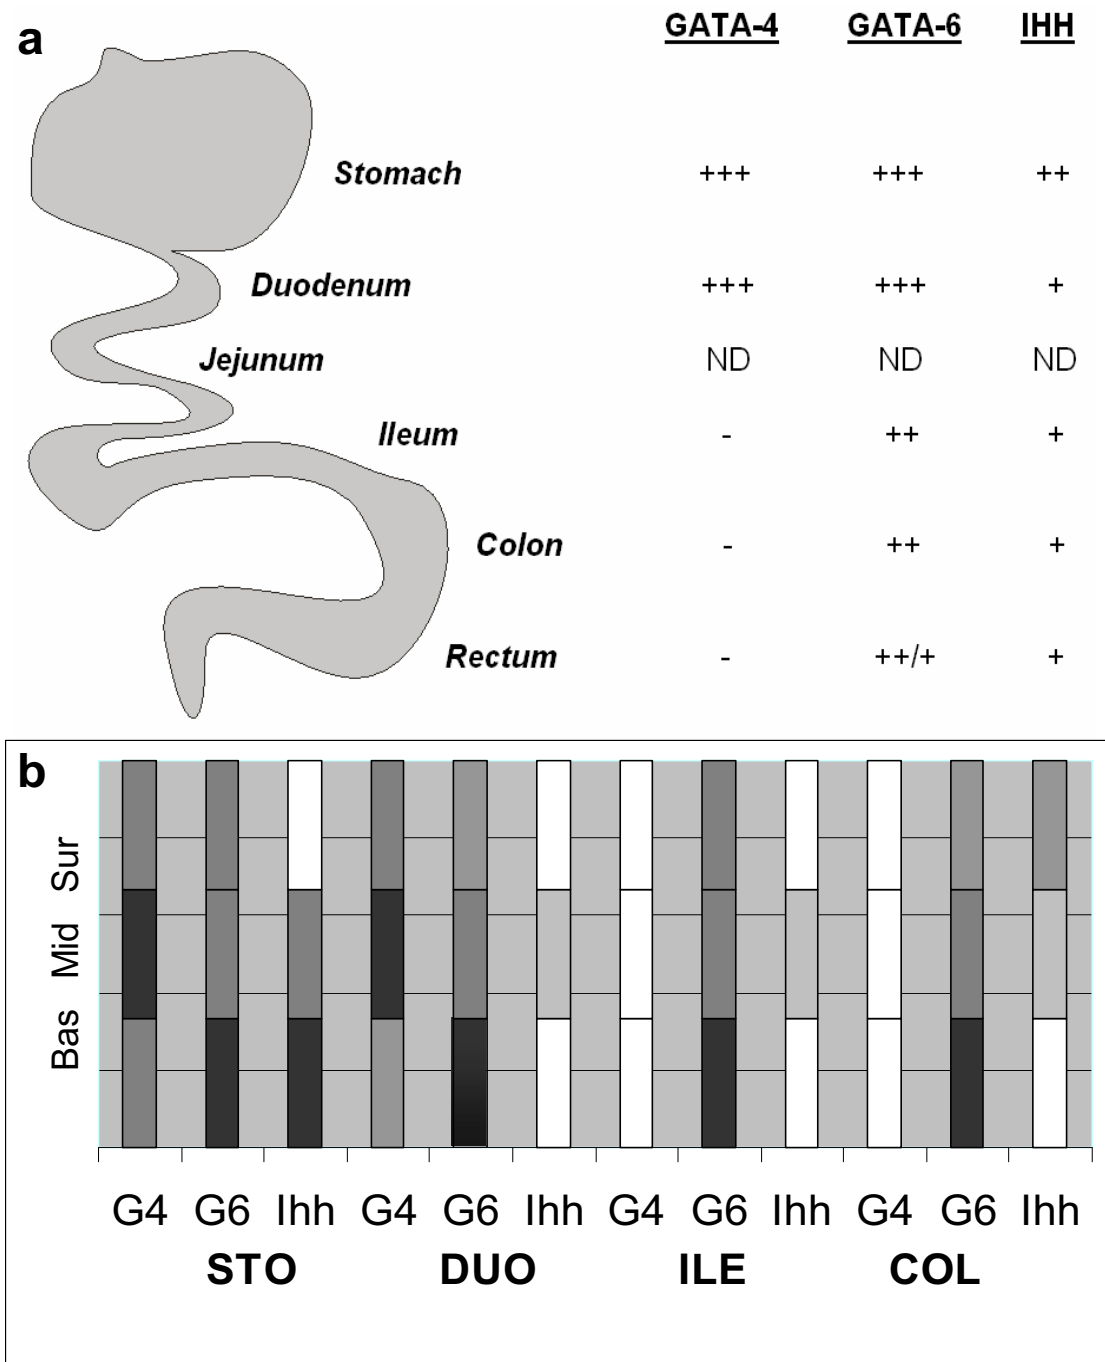 a
GATA-4 GATA-6 IHH
Stomach +++ +++ ++
Duodenum +++ +++ +
Jejunum ND ND ND
Ileum - ++ +
Colon - ++ +
Rectum - ++/+ +
b
Sur
Mid
Bas
G4 G6 Ihh G4 G6 Ihh G4 G6 Ihh G4 G6 Ihh
STO DUO ILE COL